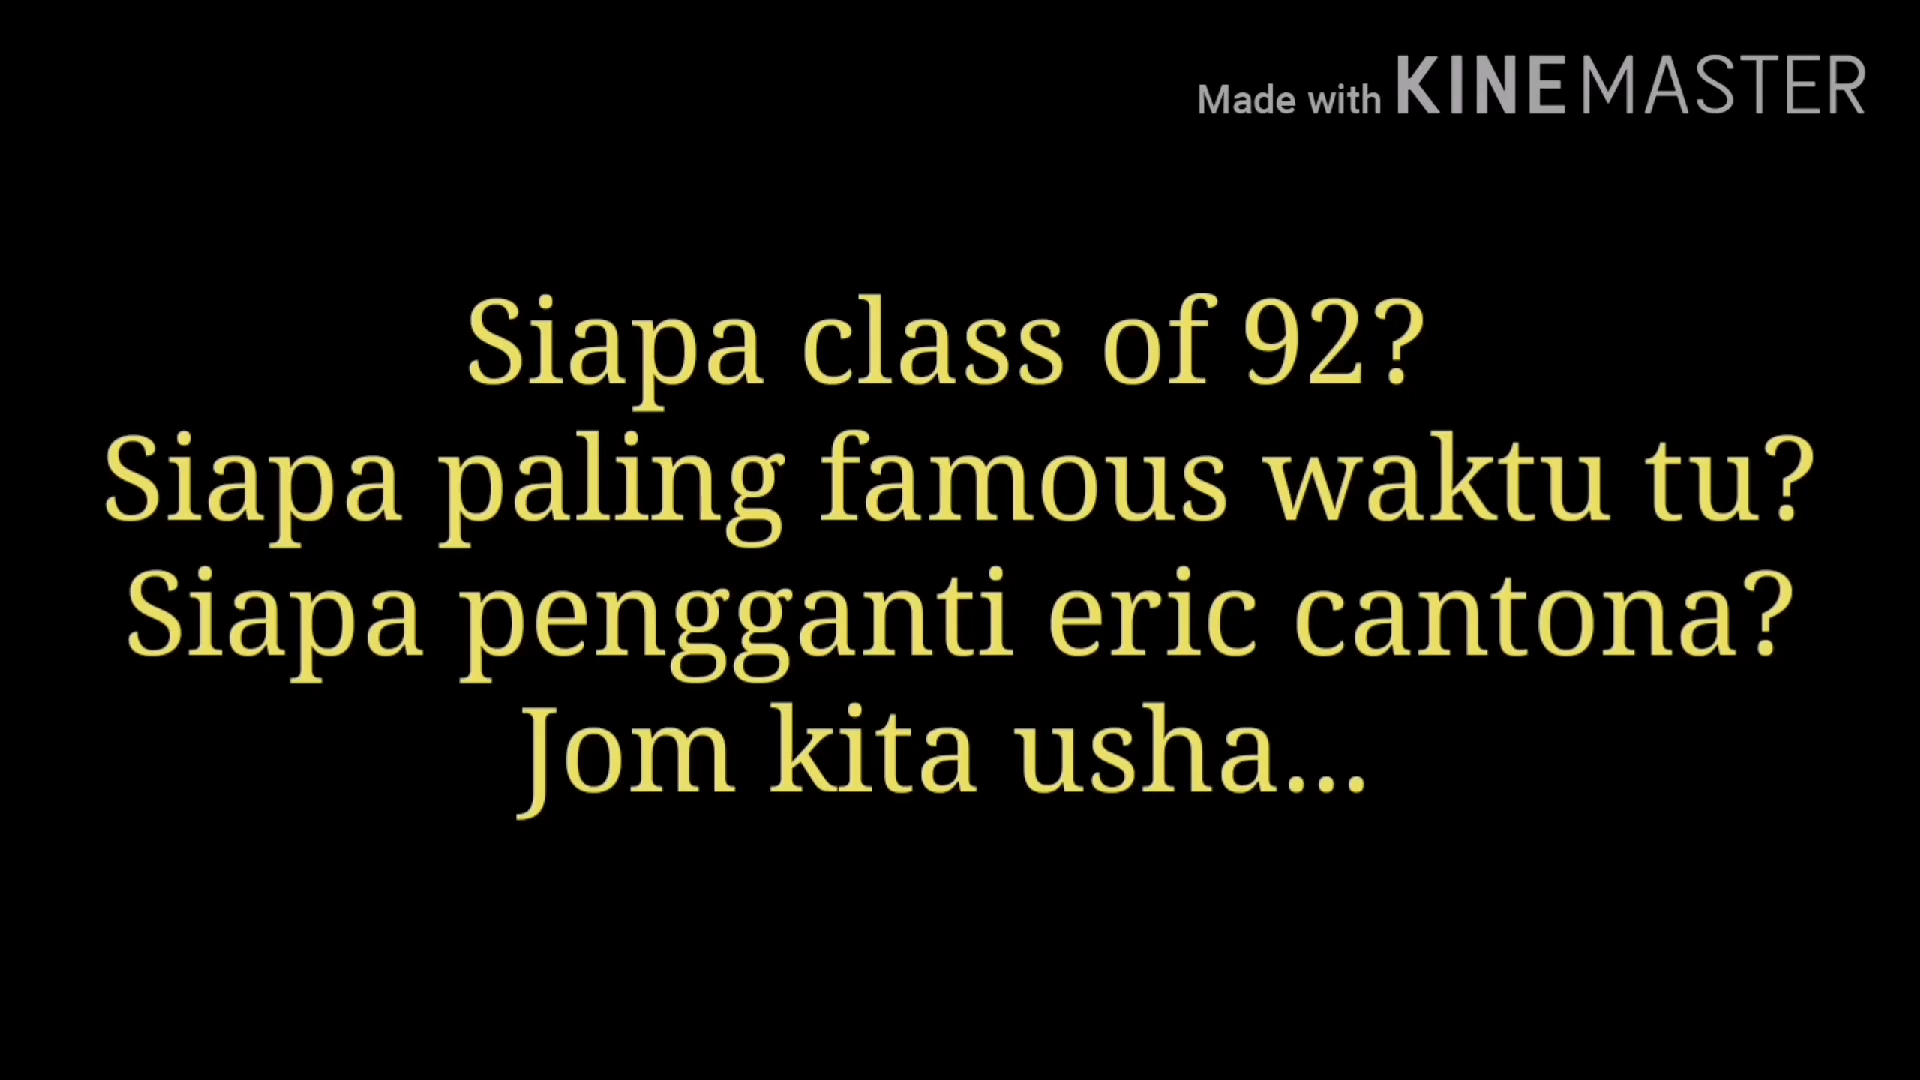 Made with KINEMASTER
Siapa class of 92?
Siapa paling famous waktu tu?
Siapa pengganti eric cantona?
Jom kita usha...